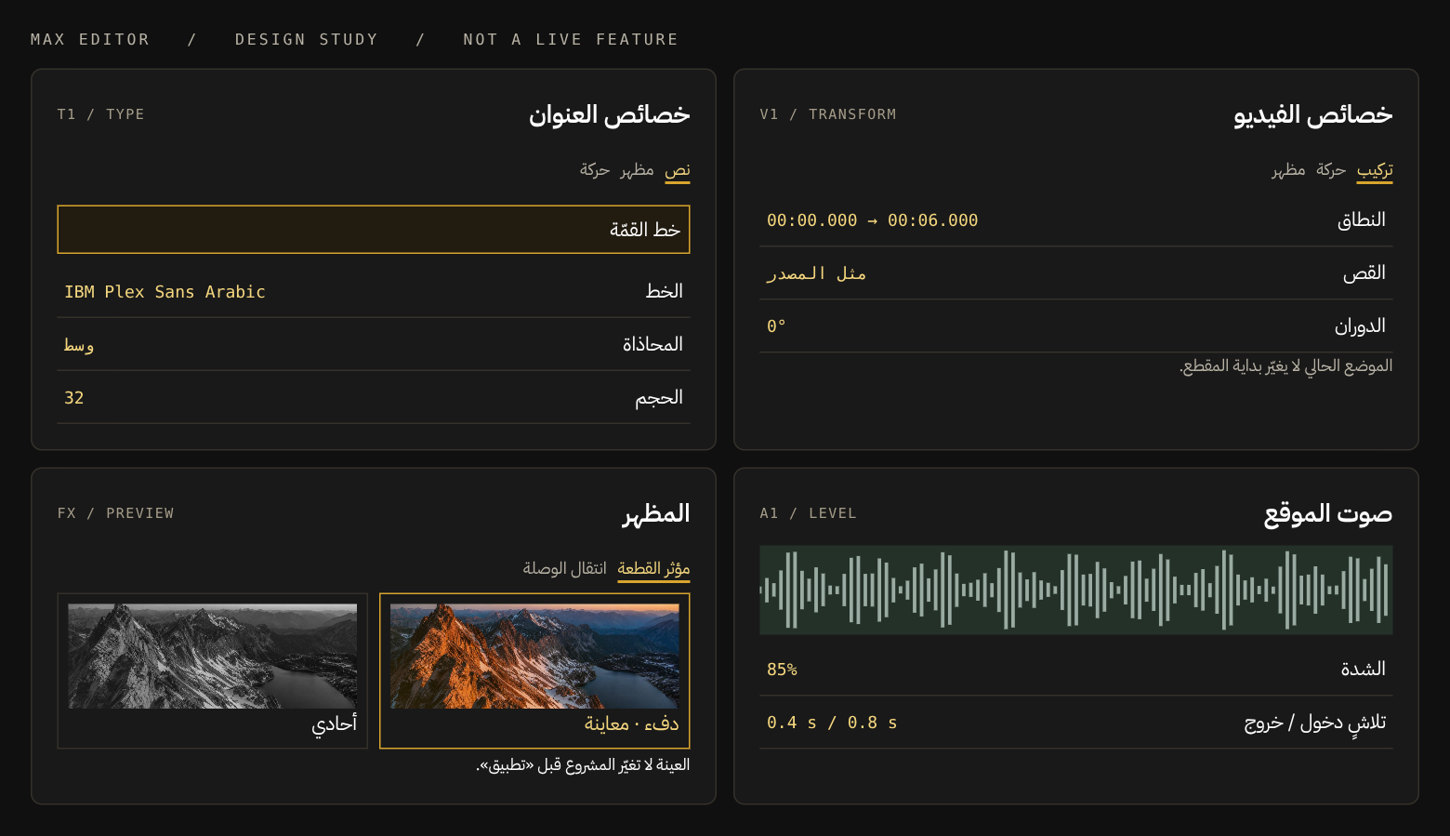 MAX EDITOR / DESIGN STUDY / NOT A LIVE FEATURE
خصائص الفيديو
V1 / TRANSFORM
تركيب حركة مظهر
النطاق 00:00.000 → 00:06.000
القص مثل المصدر
الدوران 0°
الموضع الحالي لا يغيّر بداية المقطع.
خصائص العنوان
T1 / TYPE
نص مظهر حركة
خط القمّة
الخط IBM Plex Sans Arabic
المحاذاة وسط
الحجم 32
صوت الموقع
A1 / LEVEL
الشدة 85%
تلاشٍ دخول / خروج 0.4 s / 0.8 s
المظهر
FX / PREVIEW
مؤثر القطعة انتقال الوصلة
دفء · معاينة
أحادي
العينة لا تغيّر المشروع قبل «تطبيق».